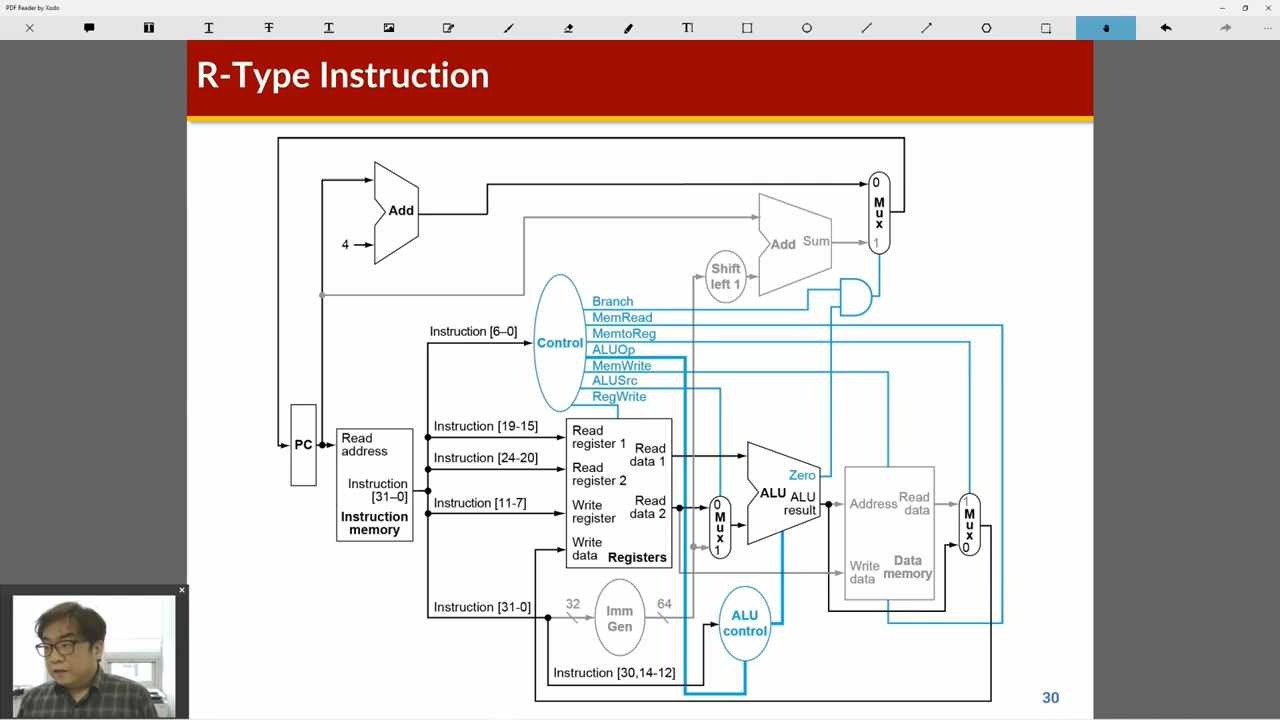 PDF Reader by Xodo
R-Type Instruction
Add
4
0
Mux
1
Add Sum
Shift
left 1
Branch
MemRead
MemtoReg
ALUOp
MemWrite
ALUSrc
RegWrite
Control
Instruction [6–0]
PC
Read
address
Instruction
[31–0]
Instruction
memory
Instruction [19-15]
Instruction [24-20]
Instruction [11-7]
Instruction [31-0]
Read
register 1
Read
register 2
Write
register
Write
data
Read
data 1
Read
data 2
Registers
0
Mux
1
Zero
ALU
ALU
result
Address
Read
data
Write
data
Data
memory
1
Mux
0
32
Imm
Gen
64
ALU
control
Instruction [30,14-12]
30